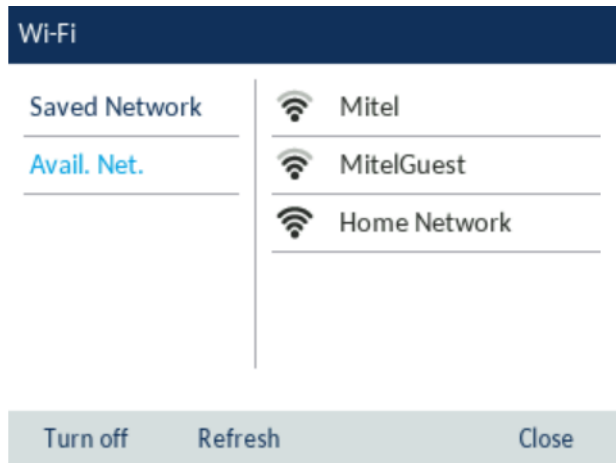 Wi-Fi
Saved Network
Avail. Net.
Mitel
MitelGuest
Home Network
Turn off Refresh Close